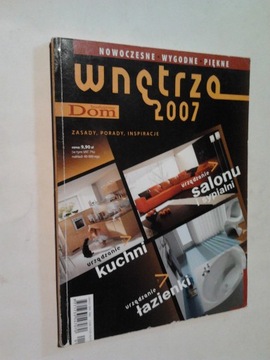 NOWOCZESNE WYGODNE PIĘKNE
wnętrza
Dom
2007
ZASADY, PORADY, INSPIRACJE
cena 9,90 zł
urządzanie
salonu
sypialni
urządzanie
kuchni
urządzanie
łazienki